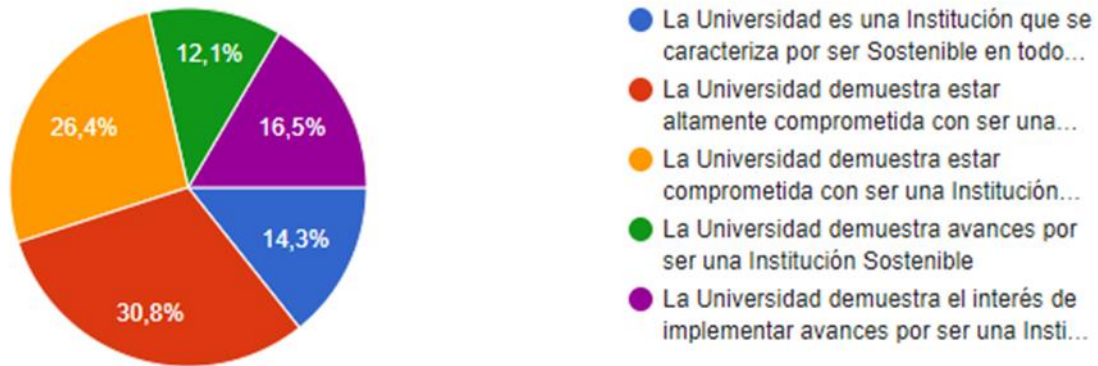 12,1%
26,4%
16,5%
14,3%
30,8%
La Universidad es una Institución que se
caracteriza por ser Sostenible en todo...
La Universidad demuestra estar
altamente comprometida con ser una...
La Universidad demuestra estar
comprometida con ser una Institución...
La Universidad demuestra avances por
ser una Institución Sostenible
La Universidad demuestra el interés de
implementar avances por ser una Insti...